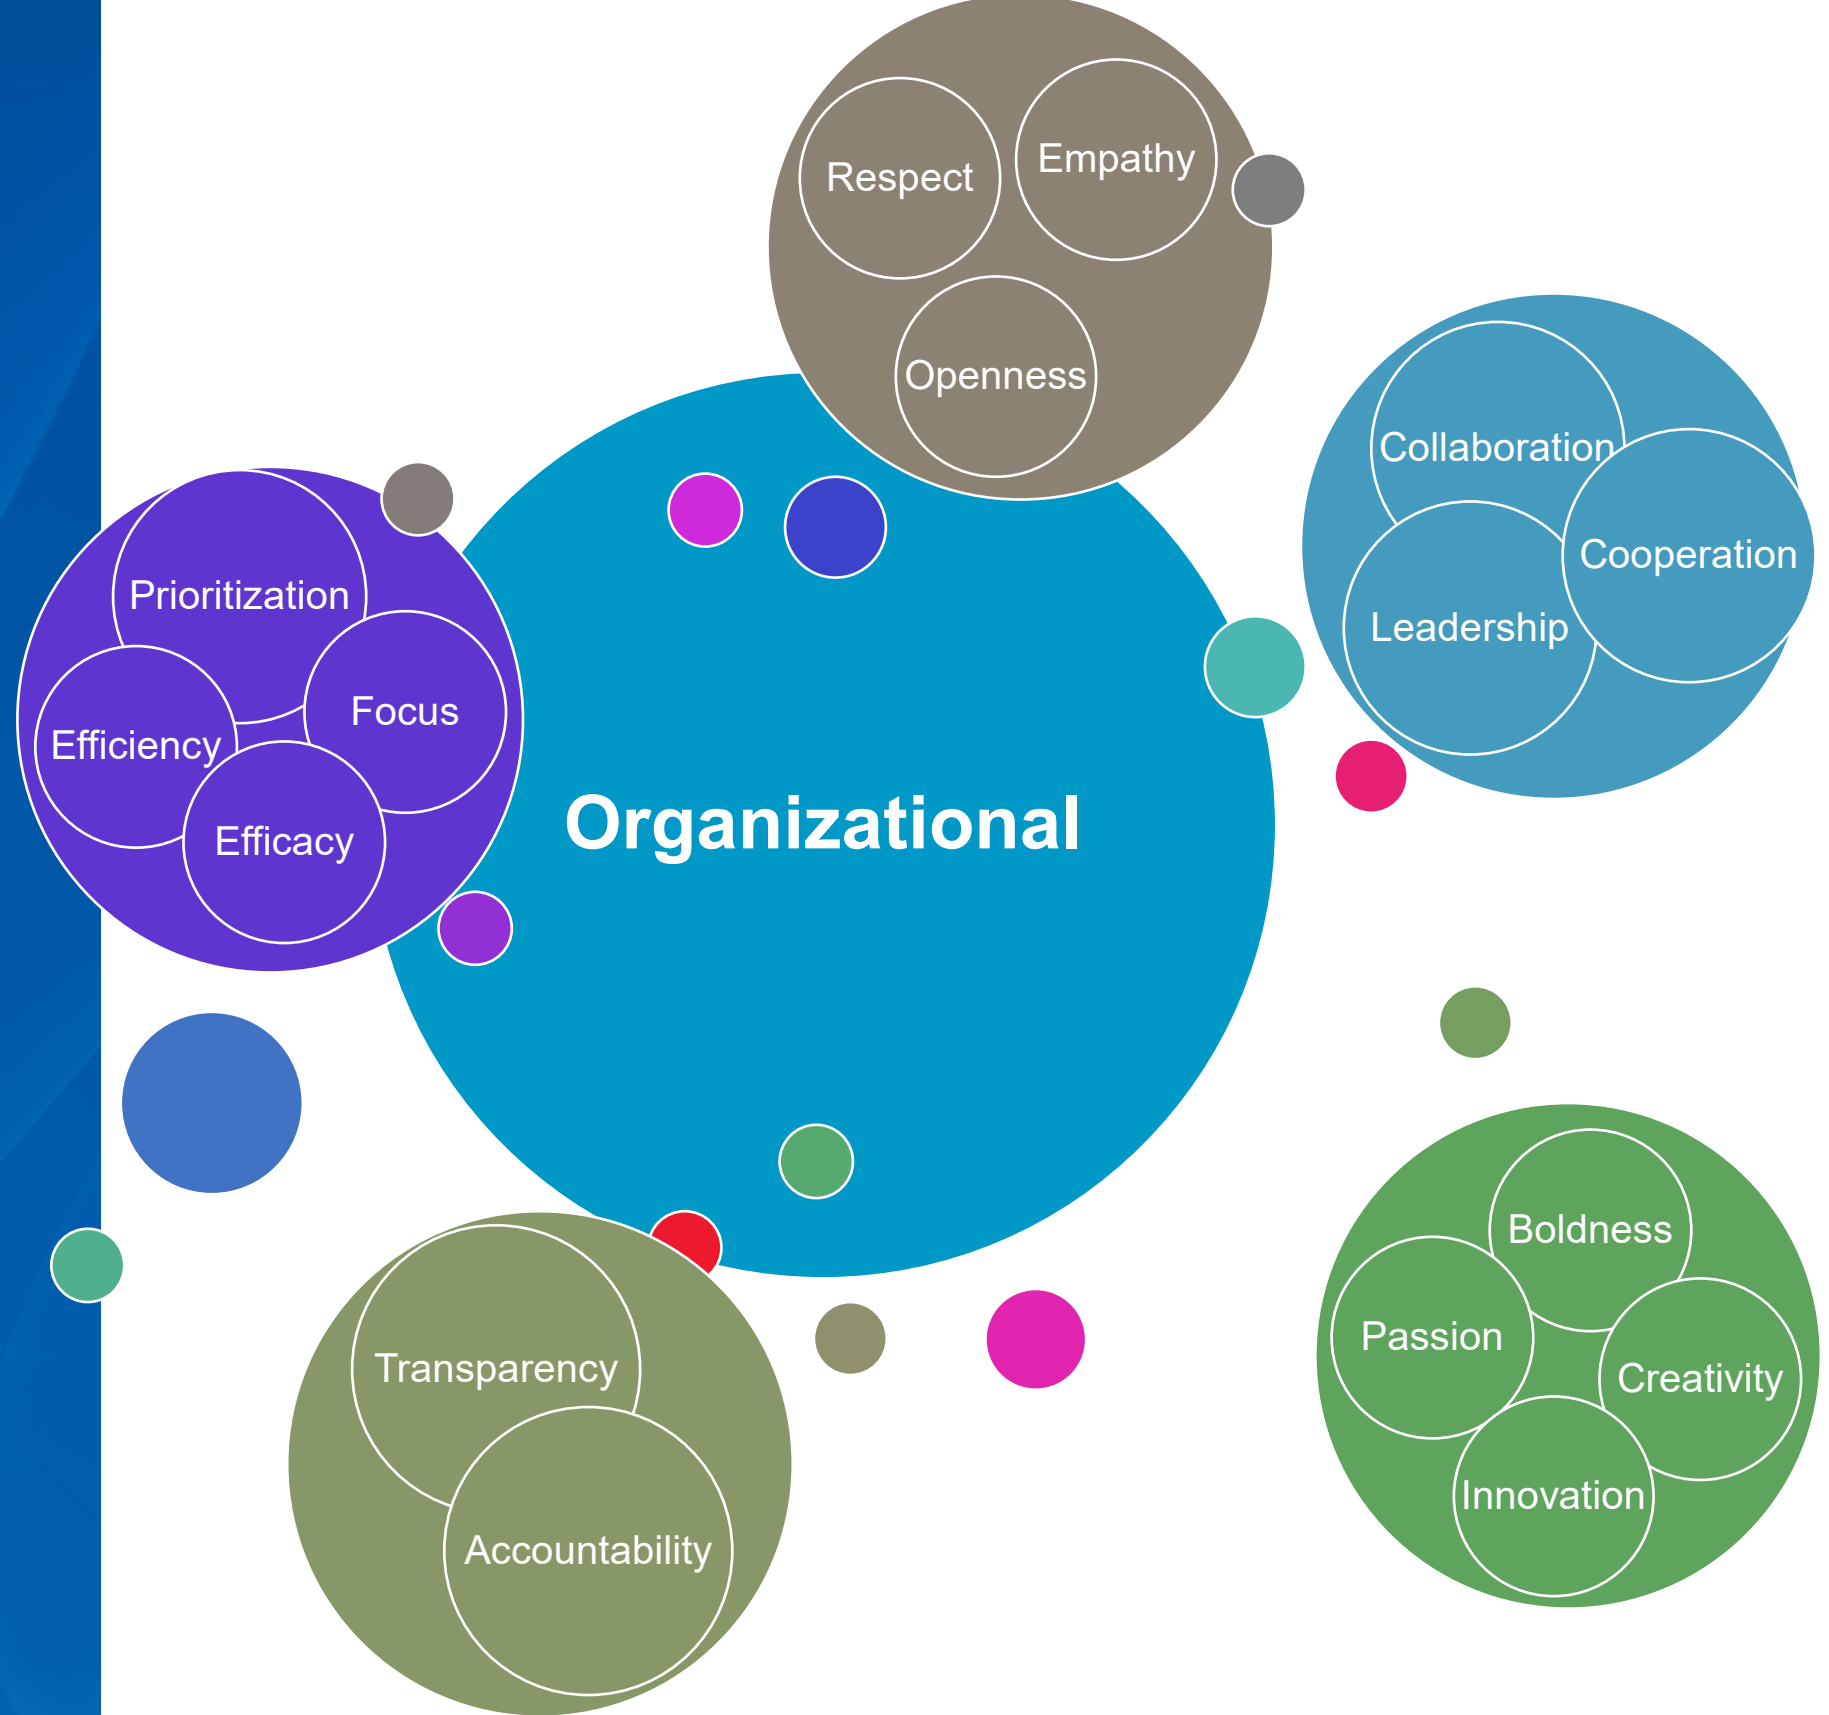 Respect
Empathy
Openness
Collaboration
Cooperation
Leadership
Prioritization
Focus
Efficiency
Efficacy
Organizational
Boldness
Passion
Creativity
Innovation
Transparency
Accountability